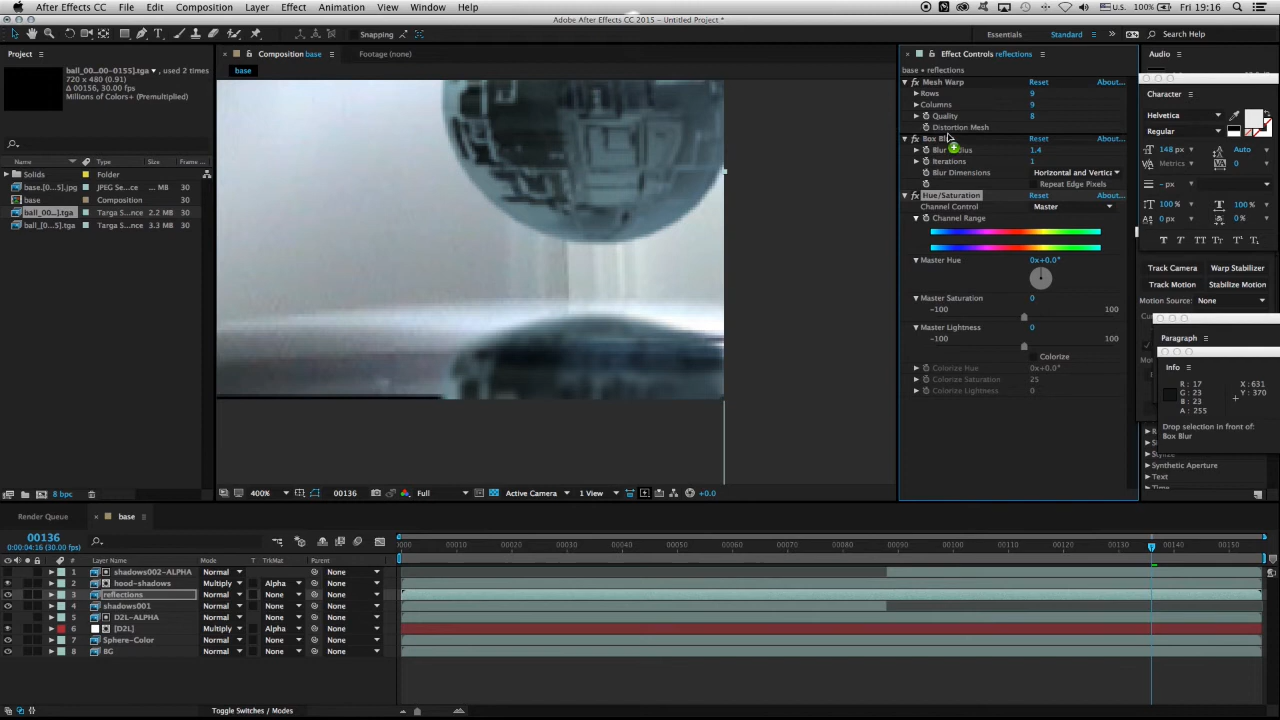 After Effects CC File Edit Composition Layer Effect Animation View Window Help U.S. 100% Fri 19:16
Adobe After Effects CC 2015 - Untitled Project *
Snapping Essentials Standard Search Help
Project
Composition base Footage (none)
Effect Controls reflections
Audio
base
base • reflections
ball_00...00-0155].tga ▾, used 2 times
720 x 480 (0.91)
Δ 00156, 30.00 fps
Millions of Colors+ (Premultiplied)
Name Type Size Frame R...
Solids Folder
base.[0...5].jpg JPEG Se...ce ... MB 30
base Composition 30
ball_00...].tga Targa S...nce 2.2 MB 30
ball_[0...5].tga Targa S...nce 3.3 MB 30
8 bpc
fx Mesh Warp Reset About...
Rows 9
Columns 9
Quality 8
Distortion Mesh
fx Box Bl Reset About...
Blur Radius 1.4
Iterations 1
Blur Dimensions Horizontal and Vertica
Repeat Edge Pixels
fx Hue/Saturation Reset About...
Channel Control Master
Channel Range
Master Hue 0x+0.0°
Master Saturation 0
-100 100
Master Lightness 0
-100 100
Colorize
Colorize Hue 0x+0.0°
Colorize Saturation 25
Colorize Lightness 0
Character
Helvetica
Regular
148 px Auto
Metrics 0
- px
100% 100%
0 px 0%
Track Camera Warp Stabilizer
Track Motion Stabilize Motion
Motion Source: None
Paragraph
Info
R: 17 X: 631
G: 23 Y: 370
B: 23
A: 255
Drop selection in front of:
Box Blur
Synthetic Aperture
Text
400% 00136 Full Active Camera 1 View +0.0
Render Queue base
00136
0:00:04:16 (30.00 fps)
# Layer Name Mode T TrkMat Parent
0000 00010 00020 00030 00040 00050 00060 00070 00080 00090 00100 00110 00120 00130 00140 00150
1 shadows002-ALPHA Normal None
2 hood-shadows Multiply Alpha None
3 reflections Normal None None
4 shadows001 Normal None None
5 D2L-ALPHA Normal None None
6 [D2L] Multiply Alpha None
7 Sphere-Color Normal None None
8 BG Normal None None
Toggle Switches / Modes